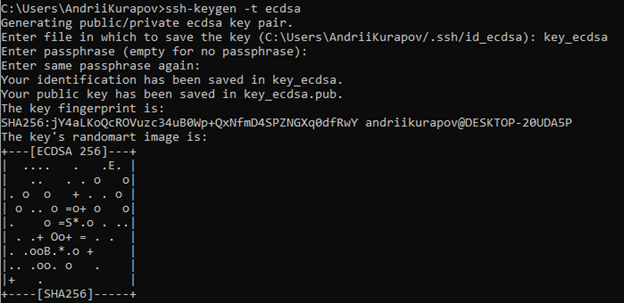 C:\Users\AndriiKurapov>ssh-keygen -t ecdsa
Generating public/private ecdsa key pair.
Enter file in which to save the key (C:\Users\AndriiKurapov/.ssh/id_ecdsa): key_ecdsa
Enter passphrase (empty for no passphrase):
Enter same passphrase again:
Your identification has been saved in key_ecdsa.
Your public key has been saved in key_ecdsa.pub.
The key fingerprint is:
SHA256:jY4aLKoQcROVuzc34uB0Wp+QxNfmD4SPZNGXq0dfRwY andriikurapov@DESKTOP-20UDA5P
The key's randomart image is:
+---[ECDSA 256]---+
|  ....   .   .E. |
|   ..   . . o   o|
|. o  o   + . . o |
| o .. o =o+ o   o|
|.    o =S*.o . ..|
| . .+ Oo+ = . .  |
|. .ooB.*.o +     |
|.. .oo. o   .    |
|+   .            |
+----[SHA256]-----+